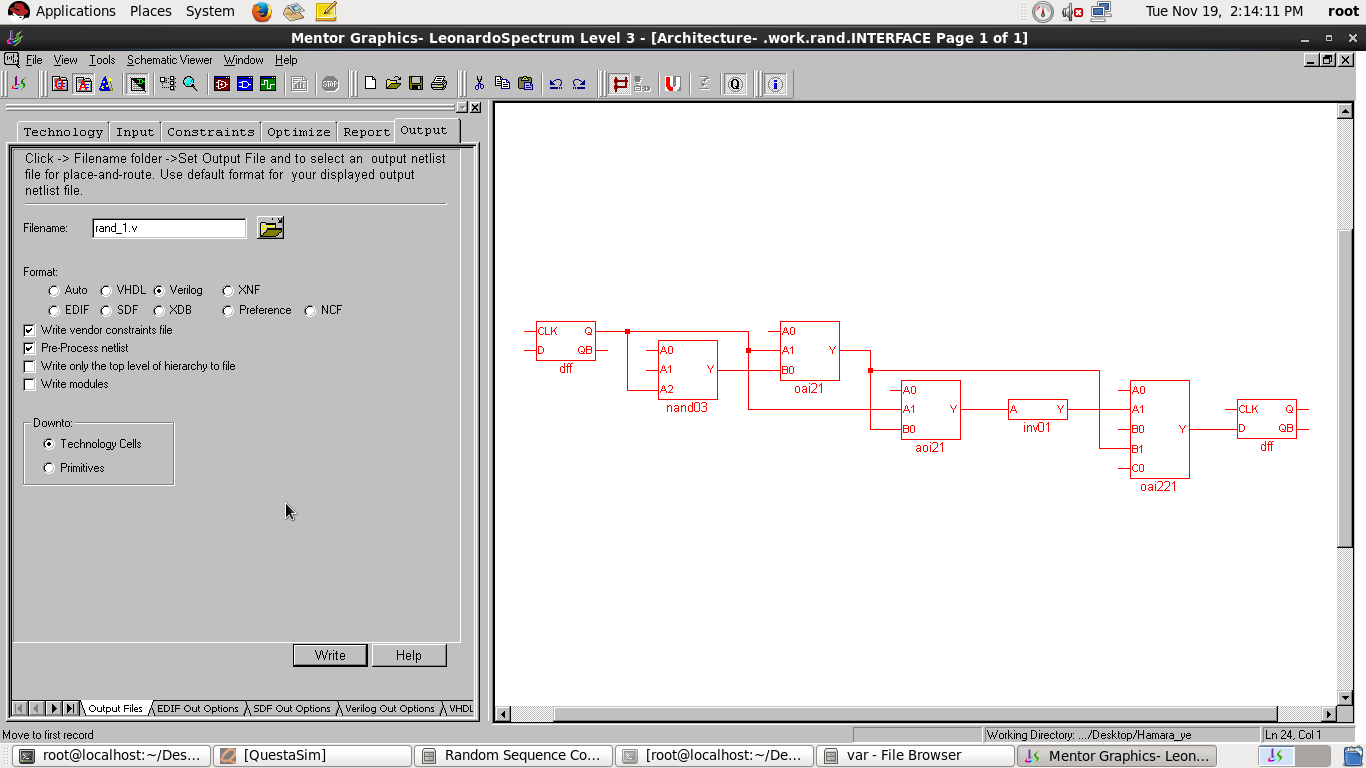 Applications Places System Tue Nov 19, 2:14:11 PM root
Mentor Graphics- LeonardoSpectrum Level 3 - [Architecture- .work.rand.INTERFACE Page 1 of 1]
File View Tools Schematic Viewer Window Help
STOP Q
Technology Input Constraints Optimize Report Output
Click -> Filename folder ->Set Output File and to select an output netlist
file for place-and-route. Use default format for your displayed output
netlist file.
Filename: rand_1.v
Format:
Auto VHDL Verilog XNF
EDIF SDF XDB Preference NCF
Write vendor constraints file
Pre-Process netlist
Write only the top level of hierarchy to file
Write modules
Downto:
Technology Cells
Primitives
Write Help
Output Files EDIF Out Options SDF Out Options Verilog Out Options VHDL
CLK Q
D QB
dff
A0
A1 Y
A2
nand03
A0
A1 Y
B0
oai21
A0
A1 Y
B0
aoi21
A Y
inv01
A0
A1
B0 Y
B1
C0
oai221
CLK Q
D QB
dff
Move to first record Working Directory: .../Desktop/Hamara_ye Ln 24, Col 1
root@localhost:~/Des... [QuestaSim] Random Sequence Co... [root@localhost:~/De... var - File Browser Mentor Graphics- Leon...